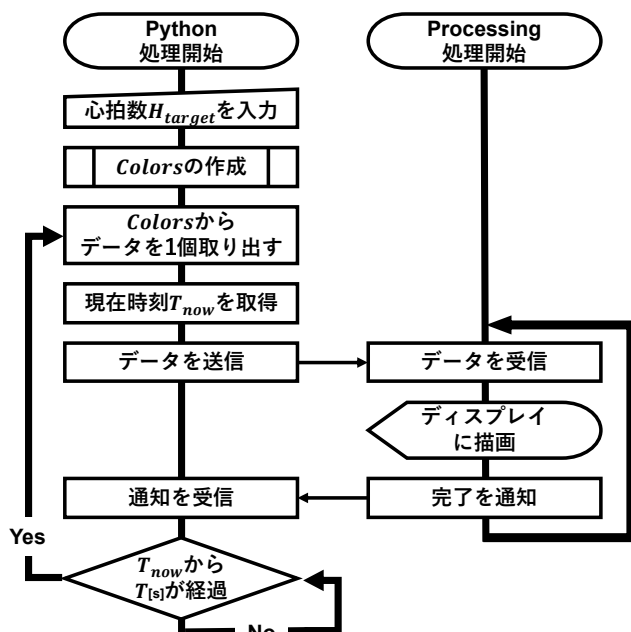 Python
処理開始
Processing
処理開始
心拍数H_targetを入力
Colorsの作成
Colorsから
データを1個取り出す
現在時刻T_nowを取得
データを送信
データを受信
ディスプレイ
に描画
通知を受信
完了を通知
Yes
T_nowから
T[s]が経過
No